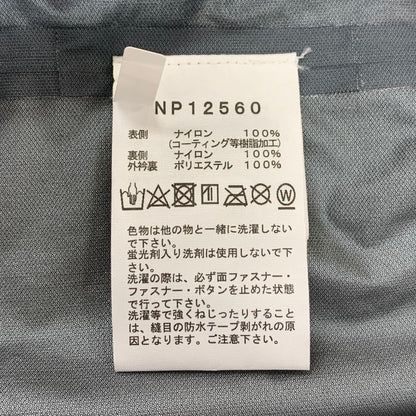 NP12560
表側 ナイロン 100%
(コーティング等樹脂加工)
裏側 ナイロン 100%
外衿裏 ポリエステル 100%
色物は他の物と一緒に洗濯しない
で下さい。
蛍光剤入り洗剤は使用しないで下
さい。
洗濯の際は、必ず面ファスナー・
ファスナー・ボタンを止めた状態
で行って下さい。
洗濯等で強くねじったりすること
は、縫目の防水テープ剥がれの原
因となります。ご注意下さい。